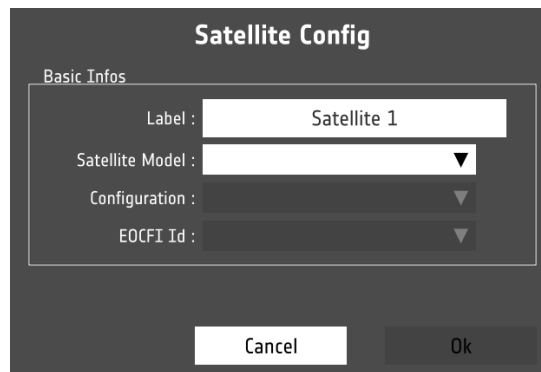 Satellite Config
Basic Infos
Label : Satellite 1
Satellite Model :
Configuration :
EOCFI Id :
Cancel Ok